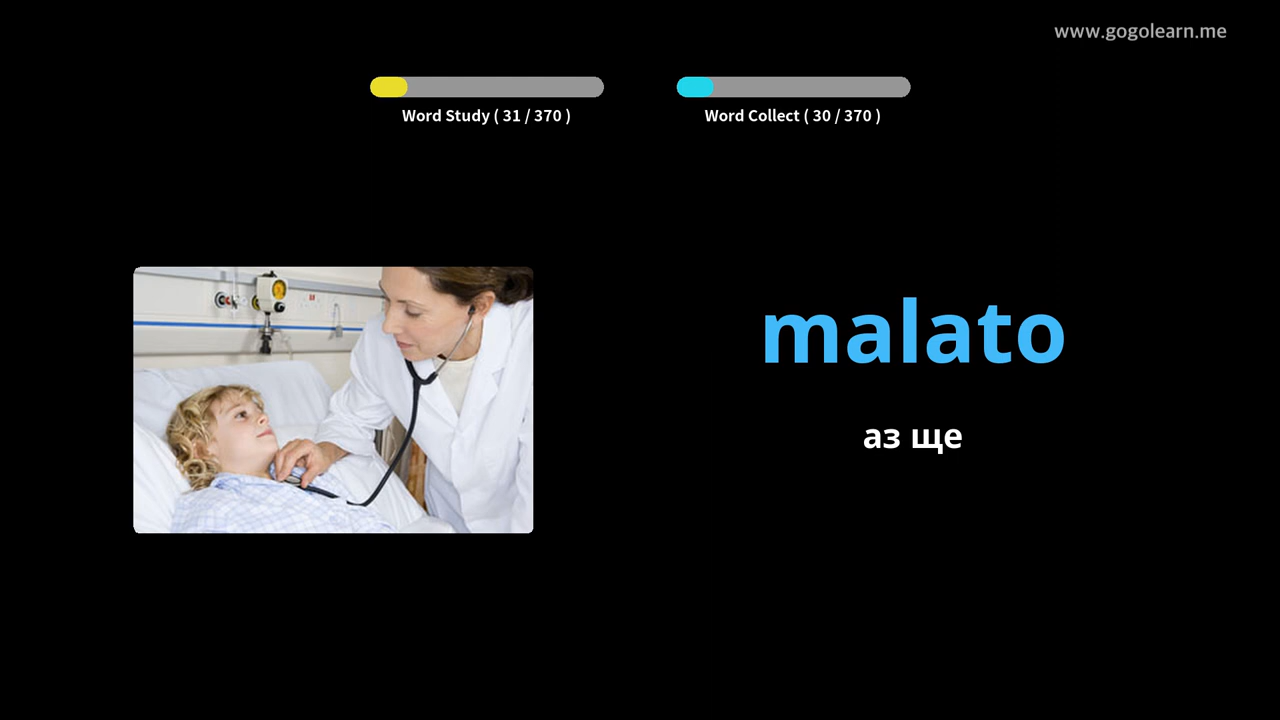 www.gogolearn.me
Word Study ( 31 / 370 )
Word Collect ( 30 / 370 )
malato
аз ще